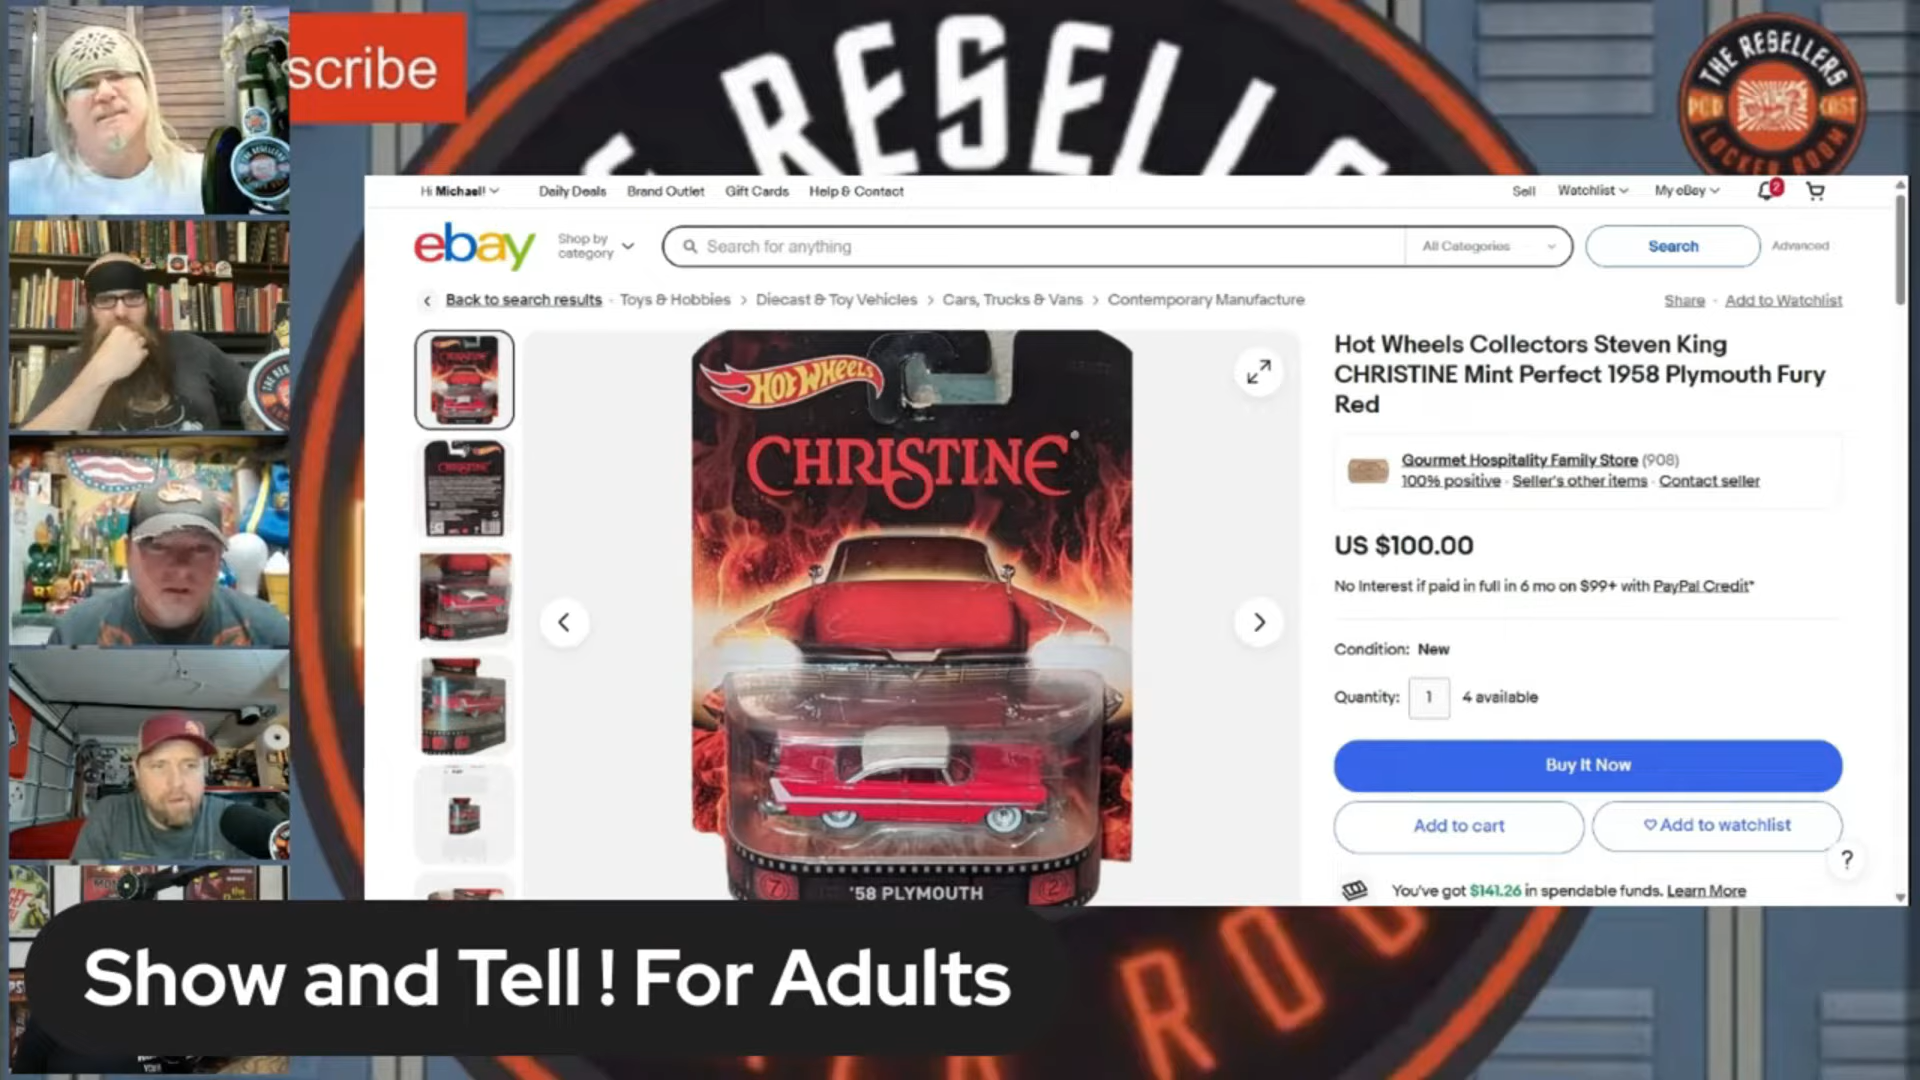 scribe
RESELL
THE RESELLERS
POD CAST
LOCKER ROOM
Hi Michael!
Daily Deals
Brand Outlet
Gift Cards
Help & Contact
Sell
Watchlist
My eBay
2
ebay
Shop by
category
Search for anything
All Categories
Search
Advanced
Back to search results
Toys & Hobbies > Diecast & Toy Vehicles > Cars, Trucks & Vans > Contemporary Manufacture
Share
Add to Watchlist
HOT WHEELS
CHRISTINE
'58 PLYMOUTH
Hot Wheels Collectors Steven King
CHRISTINE Mint Perfect 1958 Plymouth Fury
Red
Gourmet Hospitality Family Store (908)
100% positive · Seller's other items · Contact seller
US $100.00
No Interest if paid in full in 6 mo on $99+ with PayPal Credit*
Condition: New
Quantity: 1 4 available
Buy It Now
Add to cart
Add to watchlist
?
You've got $141.26 in spendable funds. Learn More
Show and Tell ! For Adults